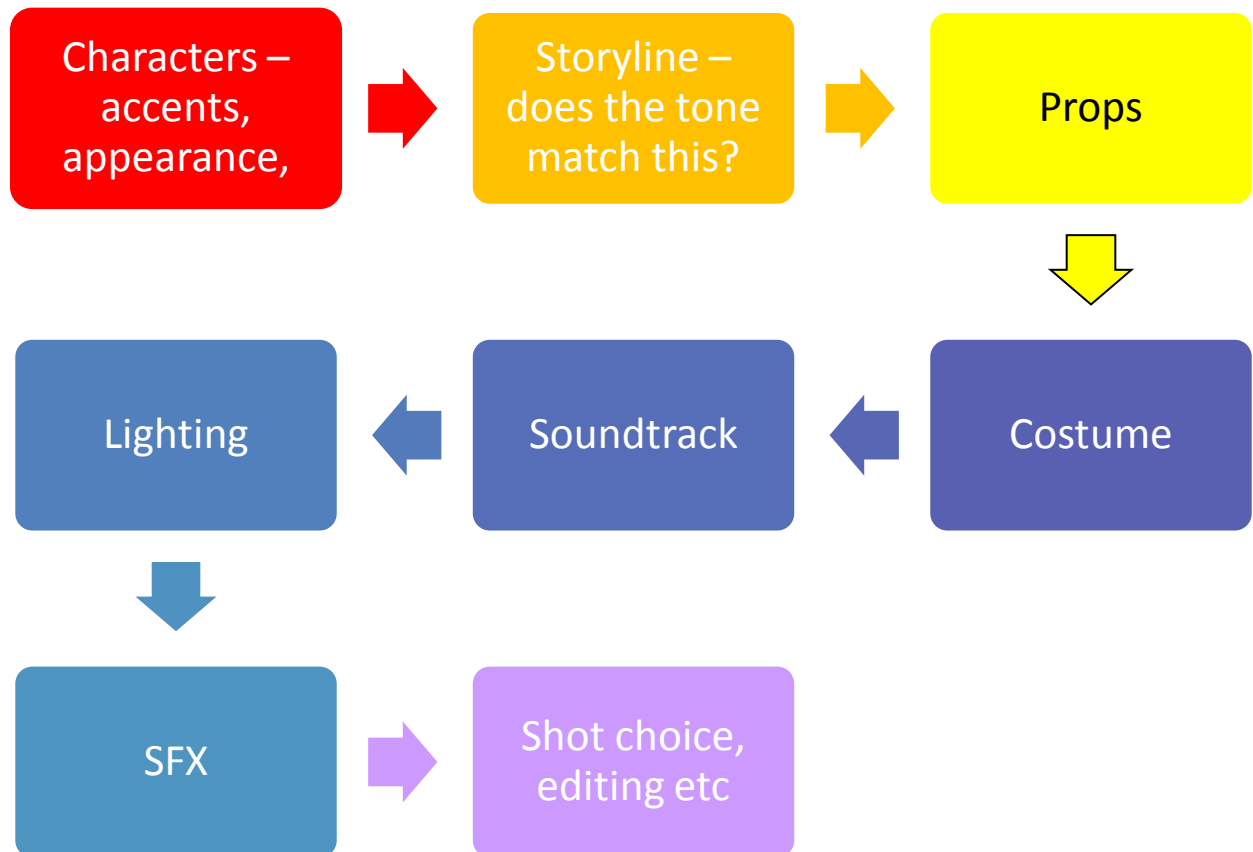 Characters –
accents,
appearance,
Storyline –
does the tone
match this?
Props
Costume
Soundtrack
Lighting
SFX
Shot choice,
editing etc